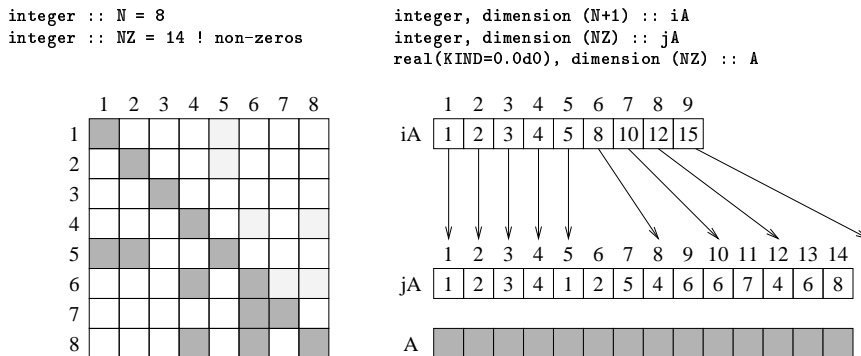 integer :: N = 8
integer :: NZ = 14 ! non-zeros
integer, dimension (N+1) :: iA
integer, dimension (NZ) :: jA
real(KIND=0.0d0), dimension (NZ) :: A
1 2 3 4 5 6 7 8
1
2
3
4
5
6
7
8
1 2 3 4 5 6 7 8 9
iA 1 2 3 4 5 8 10 12 15
1 2 3 4 5 6 7 8 9 10 11 12 13 14
jA 1 2 3 4 1 2 5 4 6 6 7 4 6 8
A